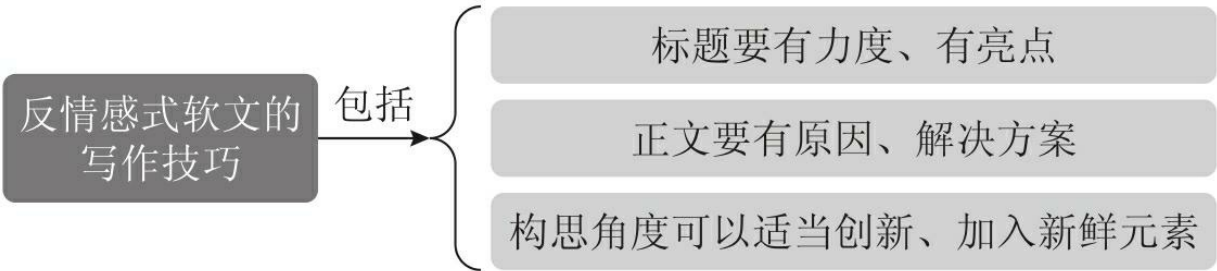 反情感式软文的
写作技巧
包括
标题要有力度、有亮点
正文要有原因、解决方案
构思角度可以适当创新、加入新鲜元素